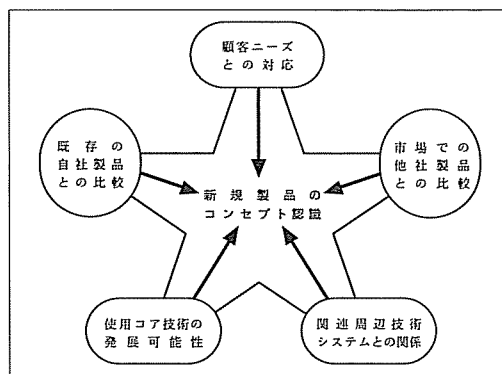 顧客ニーズ
との対応
既存の
自社製品
との比較
市場での
他社製品
との比較
新規製品の
コンセプト認識
使用コア技術の
発展可能性
関連周辺技術
システムとの関係